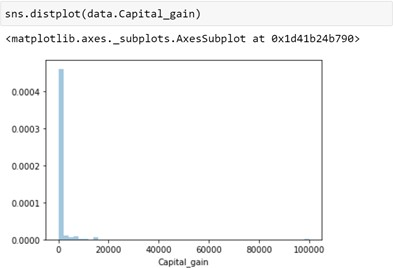 sns.distplot(data.Capital_gain)
<matplotlib.axes._subplots.AxesSubplot at 0x1d41b24b790>
0.0004
0.0003
0.0002
0.0001
0.0000
0 20000 40000 60000 80000 100000
Capital_gain